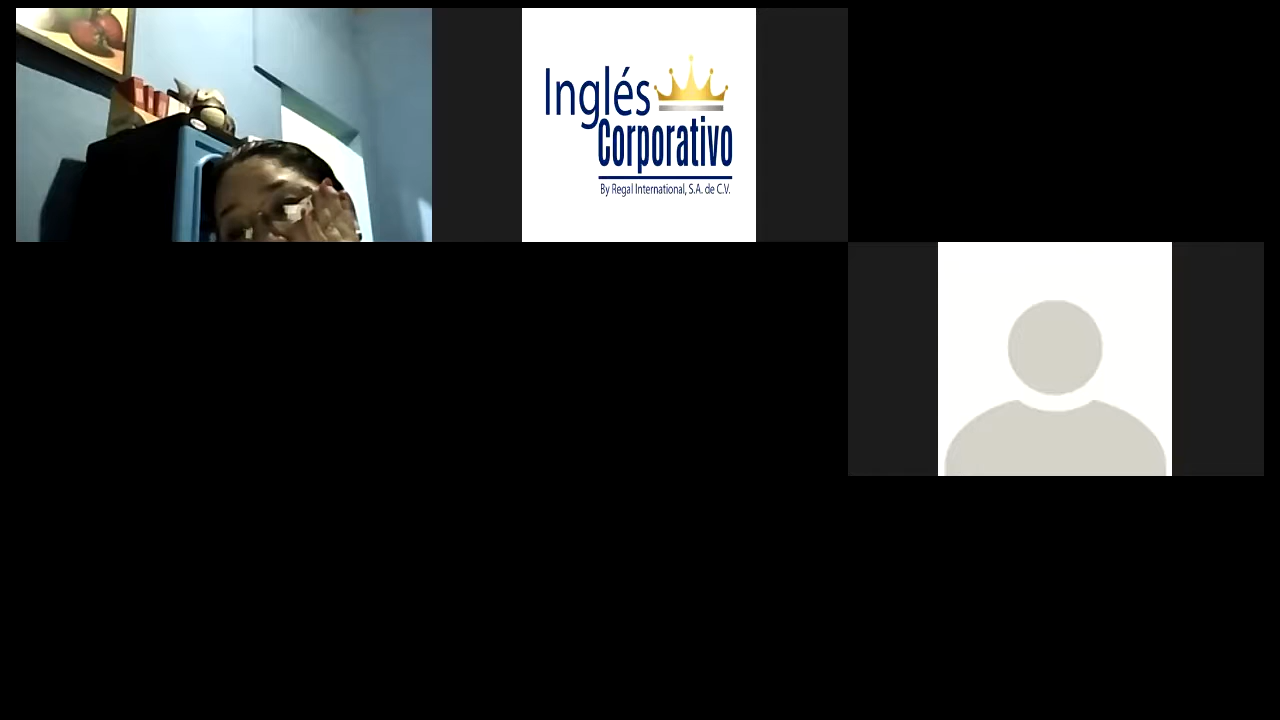 Inglés
Corporativo
By Regal International, S.A. de C.V.